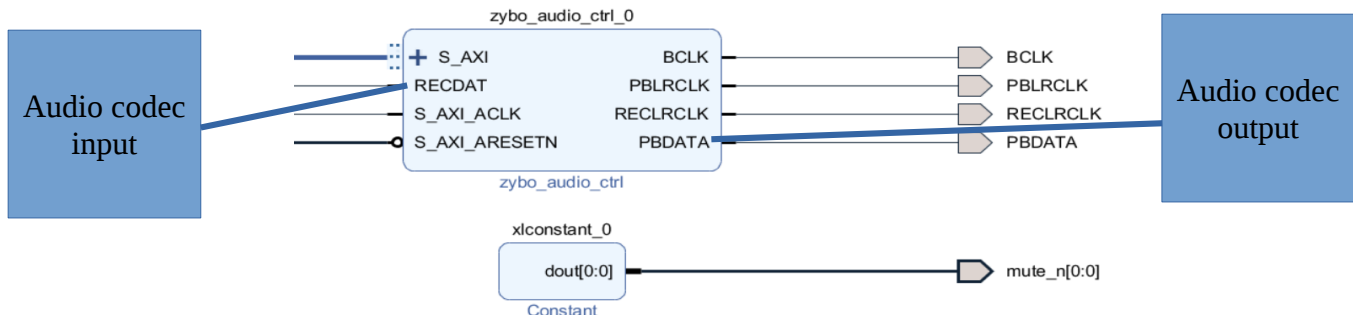 zybo_audio_ctrl_0
Audio codec
input
S_AXI
RECDAT
S_AXI_ACLK
S_AXI_ARESETN
BCLK
PBLRCLK
RECLRCLK
PBDATA
zybo_audio_ctrl
BCLK
PBLRCLK
RECLRCLK
PBDATA
Audio codec
output
xlconstant_0
dout[0:0]
Constant
mute_n[0:0]